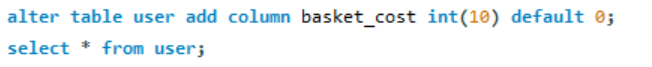 alter table user add column basket_cost int(10) default 0;
select * from user;